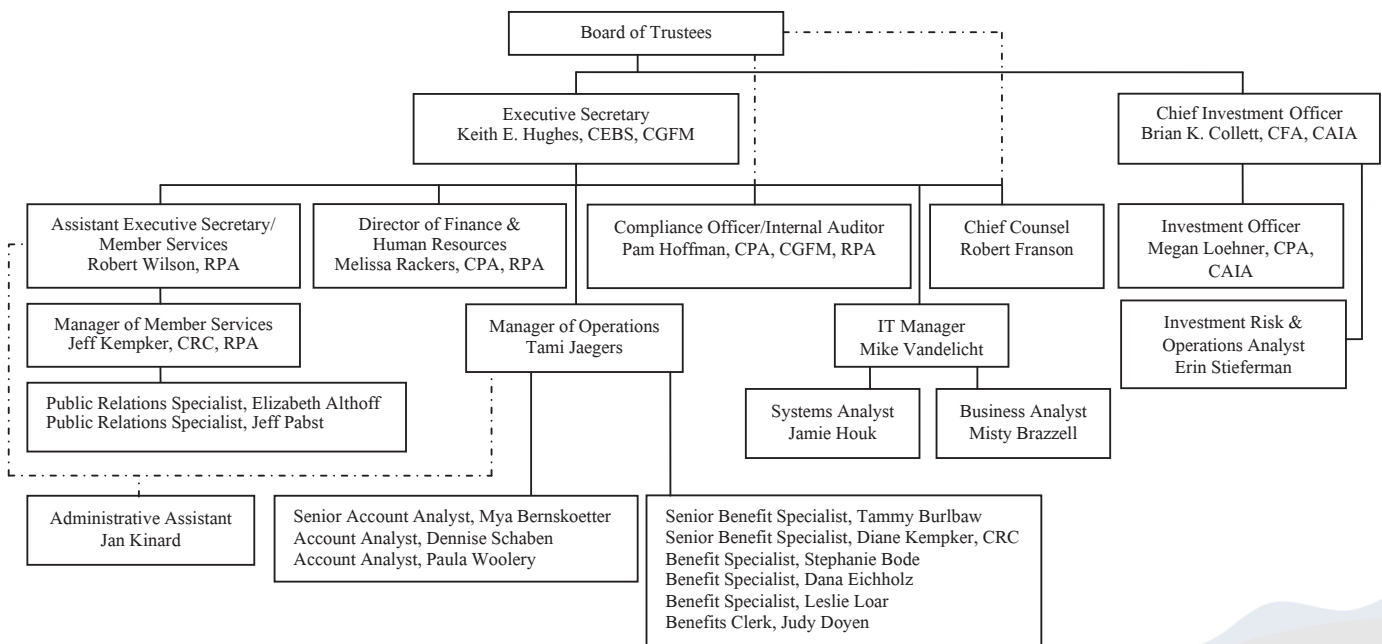 Board of Trustees
Executive Secretary
Keith E. Hughes, CEBS, CGFM
Chief Investment Officer
Brian K. Collett, CFA, CAIA
Assistant Executive Secretary/
Member Services
Robert Wilson, RPA
Director of Finance &
Human Resources
Melissa Rackers, CPA, RPA
Compliance Officer/Internal Auditor
Pam Hoffman, CPA, CGFM, RPA
Chief Counsel
Robert Franson
Investment Officer
Megan Loehner, CPA,
CAIA
Manager of Member Services
Jeff Kempker, CRC, RPA
Manager of Operations
Tami Jaegers
IT Manager
Mike Vandelicht
Investment Risk &
Operations Analyst
Erin Stieferman
Public Relations Specialist, Elizabeth Althoff
Public Relations Specialist, Jeff Pabst
Systems Analyst
Jamie Houk
Business Analyst
Misty Brazzell
Administrative Assistant
Jan Kinard
Senior Account Analyst, Mya Bernskoetter
Account Analyst, Dennise Schaben
Account Analyst, Paula Woolery
Senior Benefit Specialist, Tammy Burlbaw
Senior Benefit Specialist, Diane Kempker, CRC
Benefit Specialist, Stephanie Bode
Benefit Specialist, Dana Eichholz
Benefit Specialist, Leslie Loar
Benefits Clerk, Judy Doyen